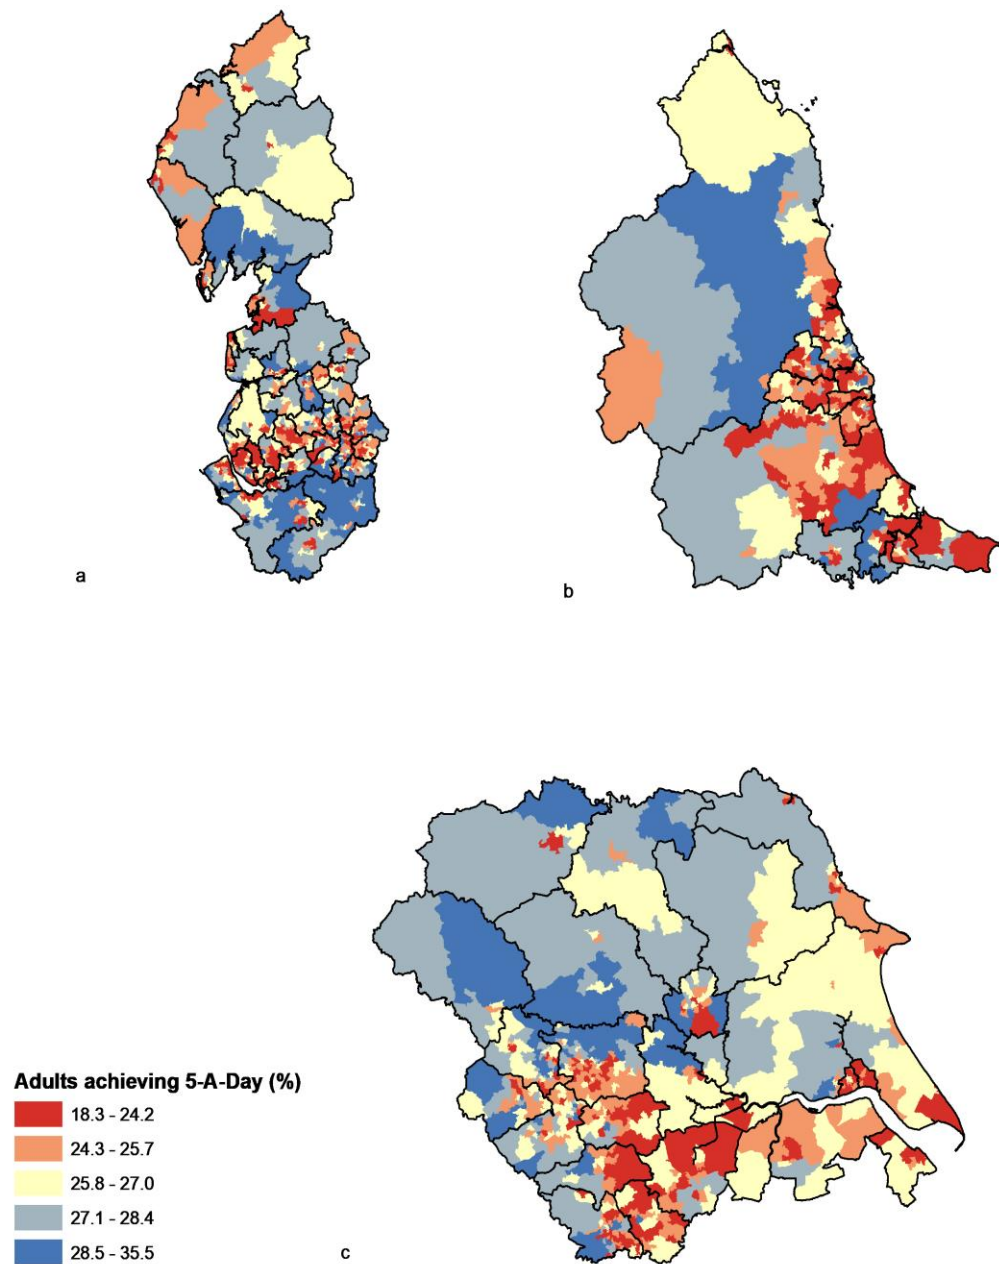 a
b
Adults achieving 5-A-Day (%)
18.3 - 24.2
24.3 - 25.7
25.8 - 27.0
27.1 - 28.4
28.5 - 35.5
c